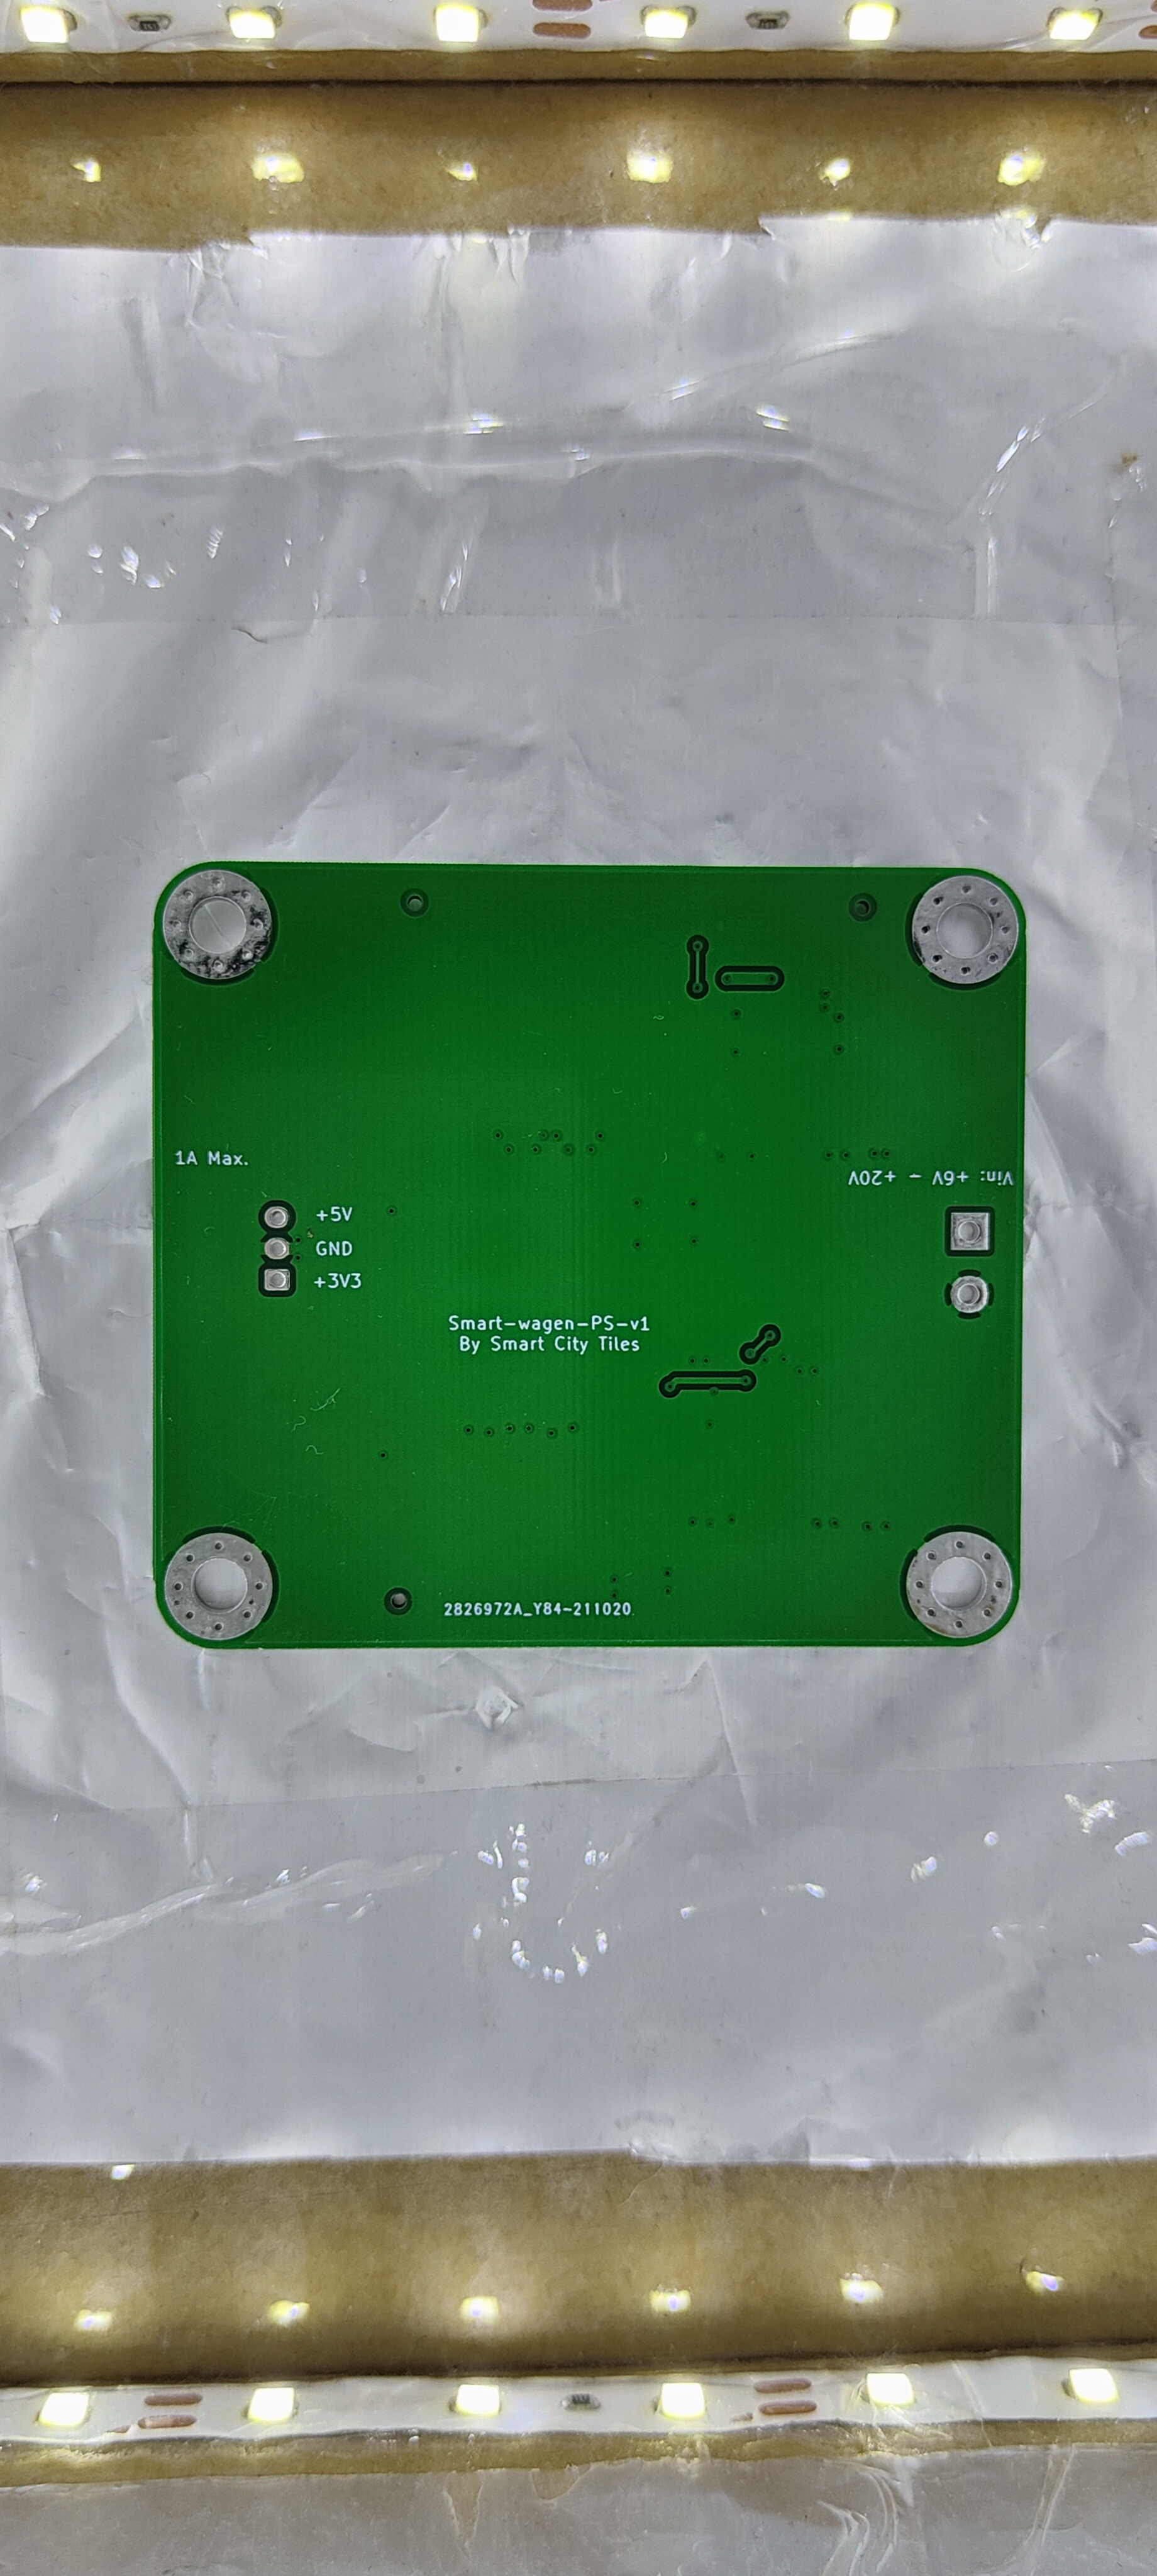 1A Max.
Vin: +6V - +20V
+5V
GND
+3V3
Smart-wagen-PS-v1
By Smart City Tiles
2826972A_Y84-211020